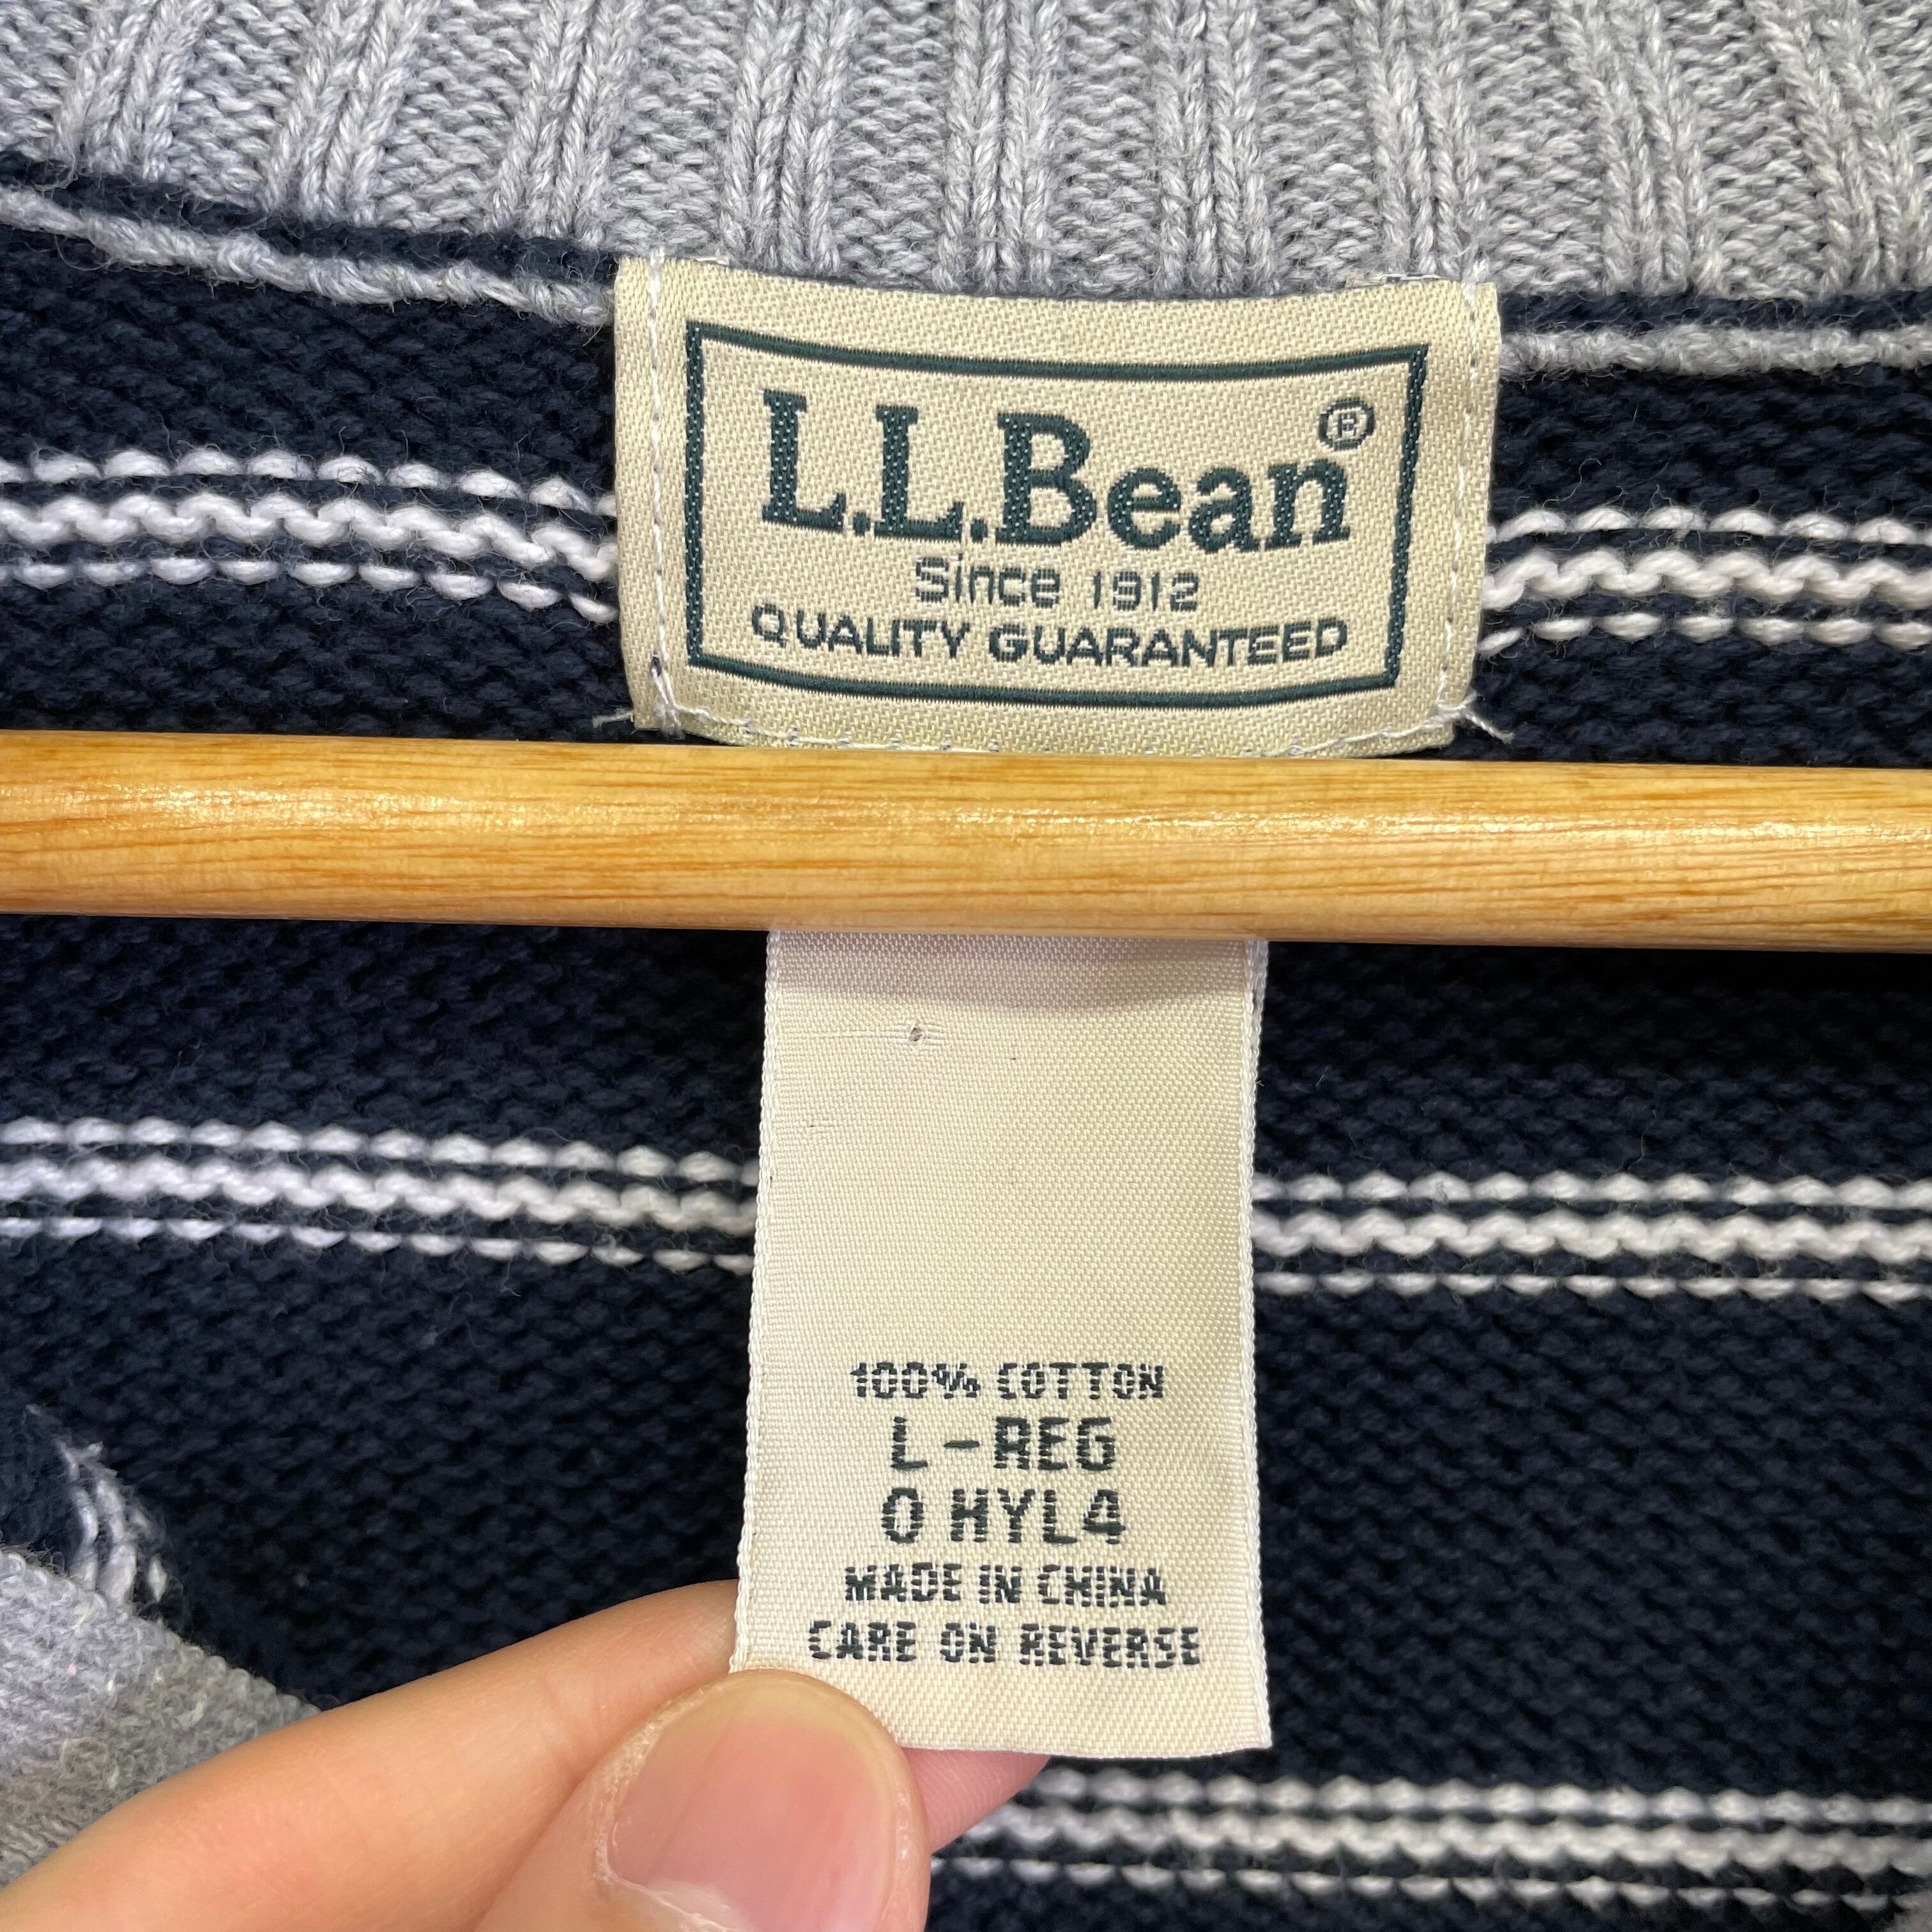 L.L.Bean®
Since 1912
QUALITY GUARANTEED
100% COTTON
L-REG
0 HYL4
MADE IN CHINA
CARE ON REVERSE